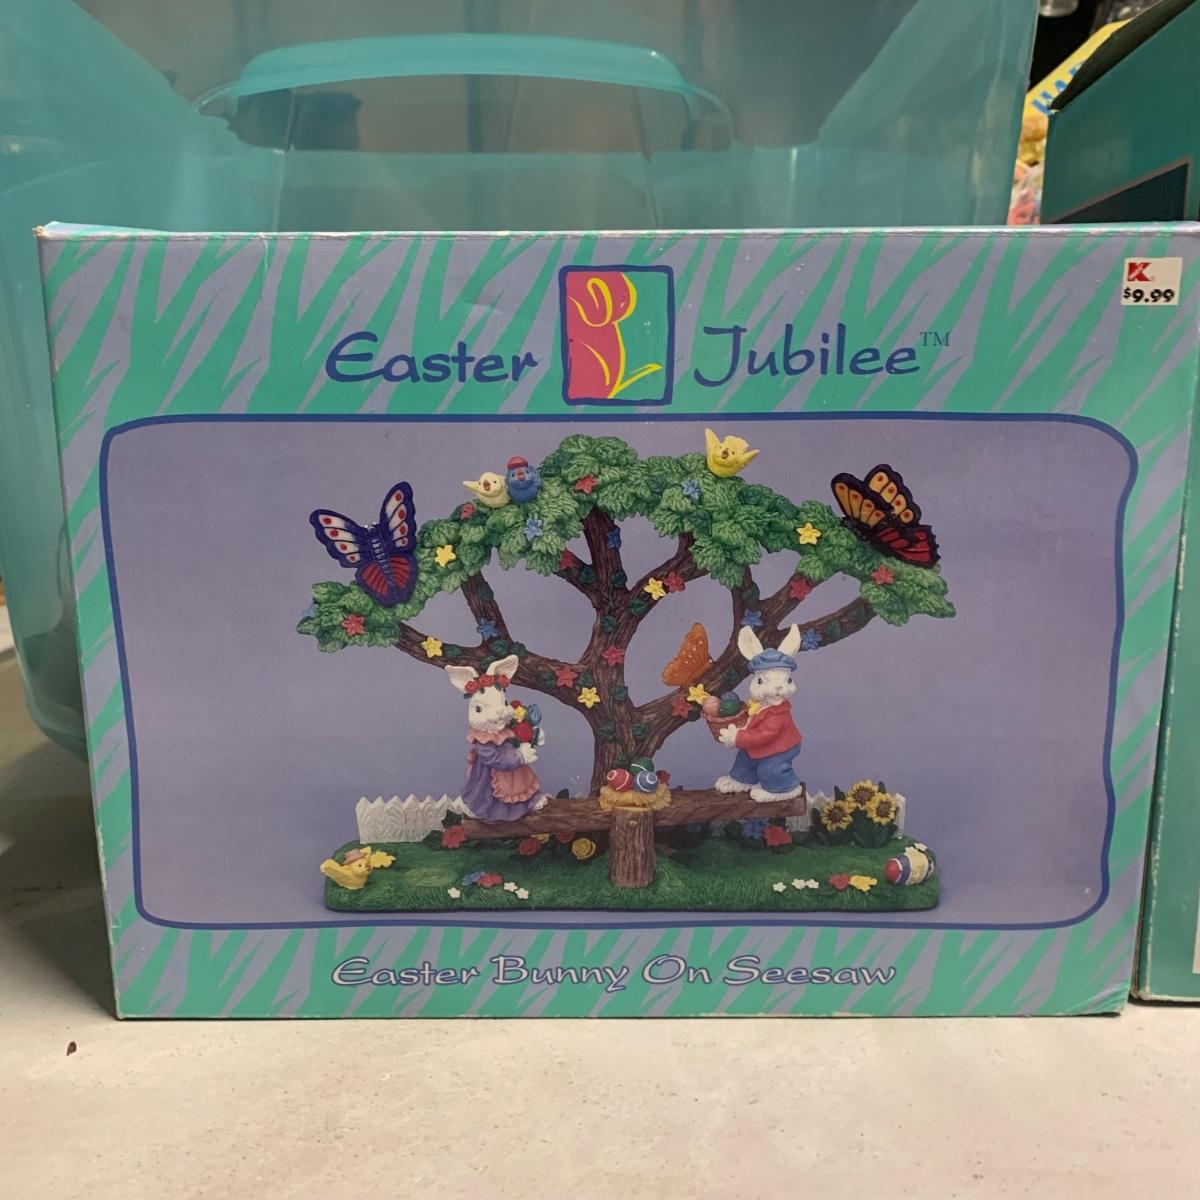 K
$9.99
Easter Jubilee™
Easter Bunny On Seesaw